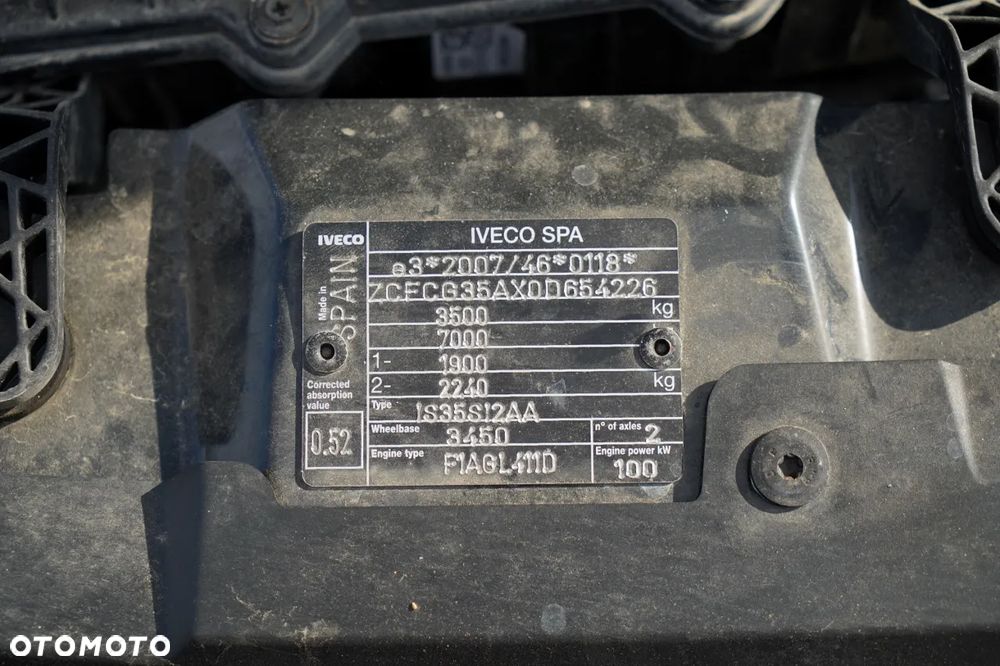 IVECO
IVECO SPA
Made in
SPAIN
e3*2007/46*0118*
ZCFCG35AX0D654226
3500 kg
7000
1- 1900
2- 2240 kg
Corrected
absorption
value
0.52
Type IS35SI2AA
Wheelbase 3450
n° of axles 2
Engine type F1AGL411D
Engine power kW
100
OTOMOTO